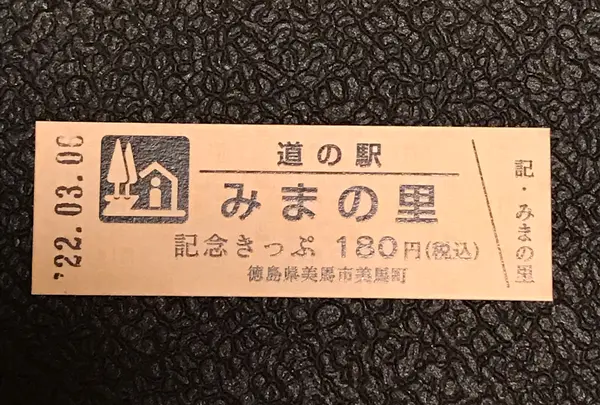 '22.03.06
道の駅
みまの里
記念きっぷ 180円(税込)
徳島県美馬市美馬町
記・みまの里